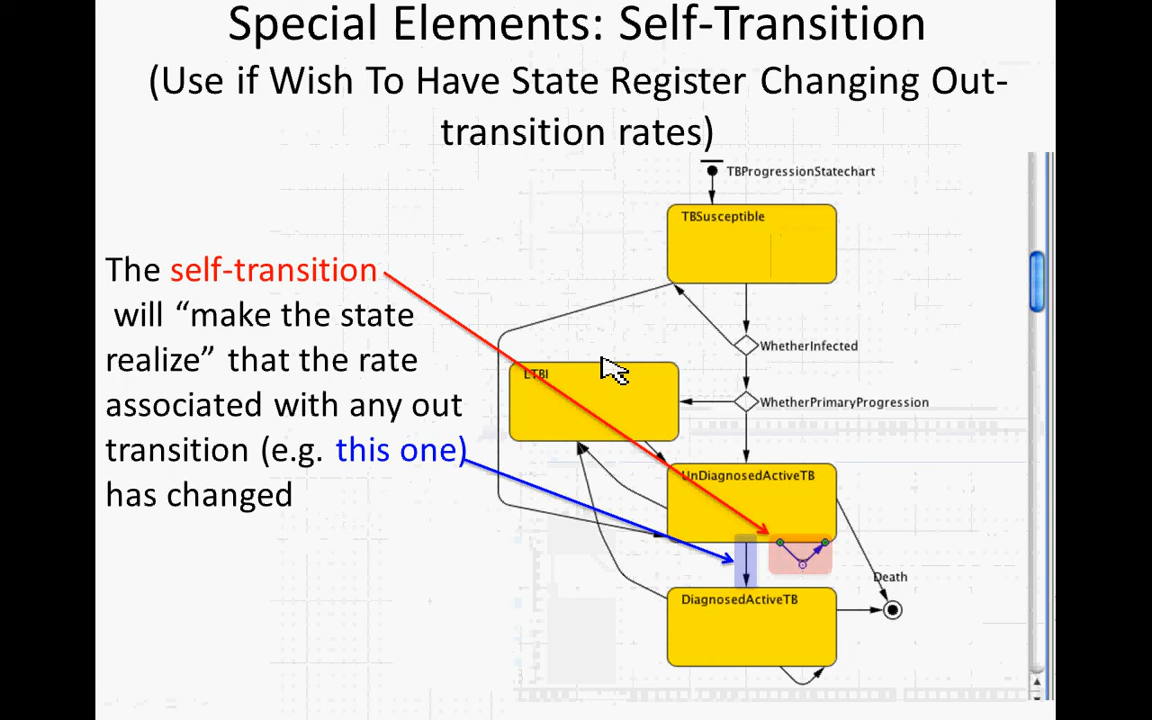 Special Elements: Self-Transition
(Use if Wish To Have State Register Changing Out-
transition rates)
TBProgressionStatechart
TBSusceptible
The self-transition
will “make the state
realize” that the rate
associated with any out
transition (e.g. this one)
has changed
WhetherInfected
LTBI
WhetherPrimaryProgression
UnDiagnosedActiveTB
Death
DiagnosedActiveTB